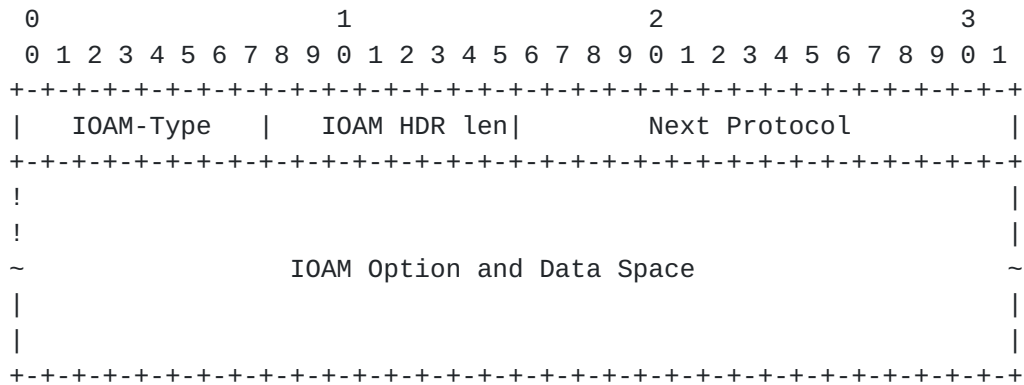 0                   1                   2                   3
 0 1 2 3 4 5 6 7 8 9 0 1 2 3 4 5 6 7 8 9 0 1 2 3 4 5 6 7 8 9 0 1
+-+-+-+-+-+-+-+-+-+-+-+-+-+-+-+-+-+-+-+-+-+-+-+-+-+-+-+-+-+-+-+-+
|   IOAM-Type   |   IOAM HDR len|        Next Protocol          |
+-+-+-+-+-+-+-+-+-+-+-+-+-+-+-+-+-+-+-+-+-+-+-+-+-+-+-+-+-+-+-+-+
!                                                               |
!                                                               |
~                 IOAM Option and Data Space                    ~
|                                                               |
|                                                               |
+-+-+-+-+-+-+-+-+-+-+-+-+-+-+-+-+-+-+-+-+-+-+-+-+-+-+-+-+-+-+-+-+